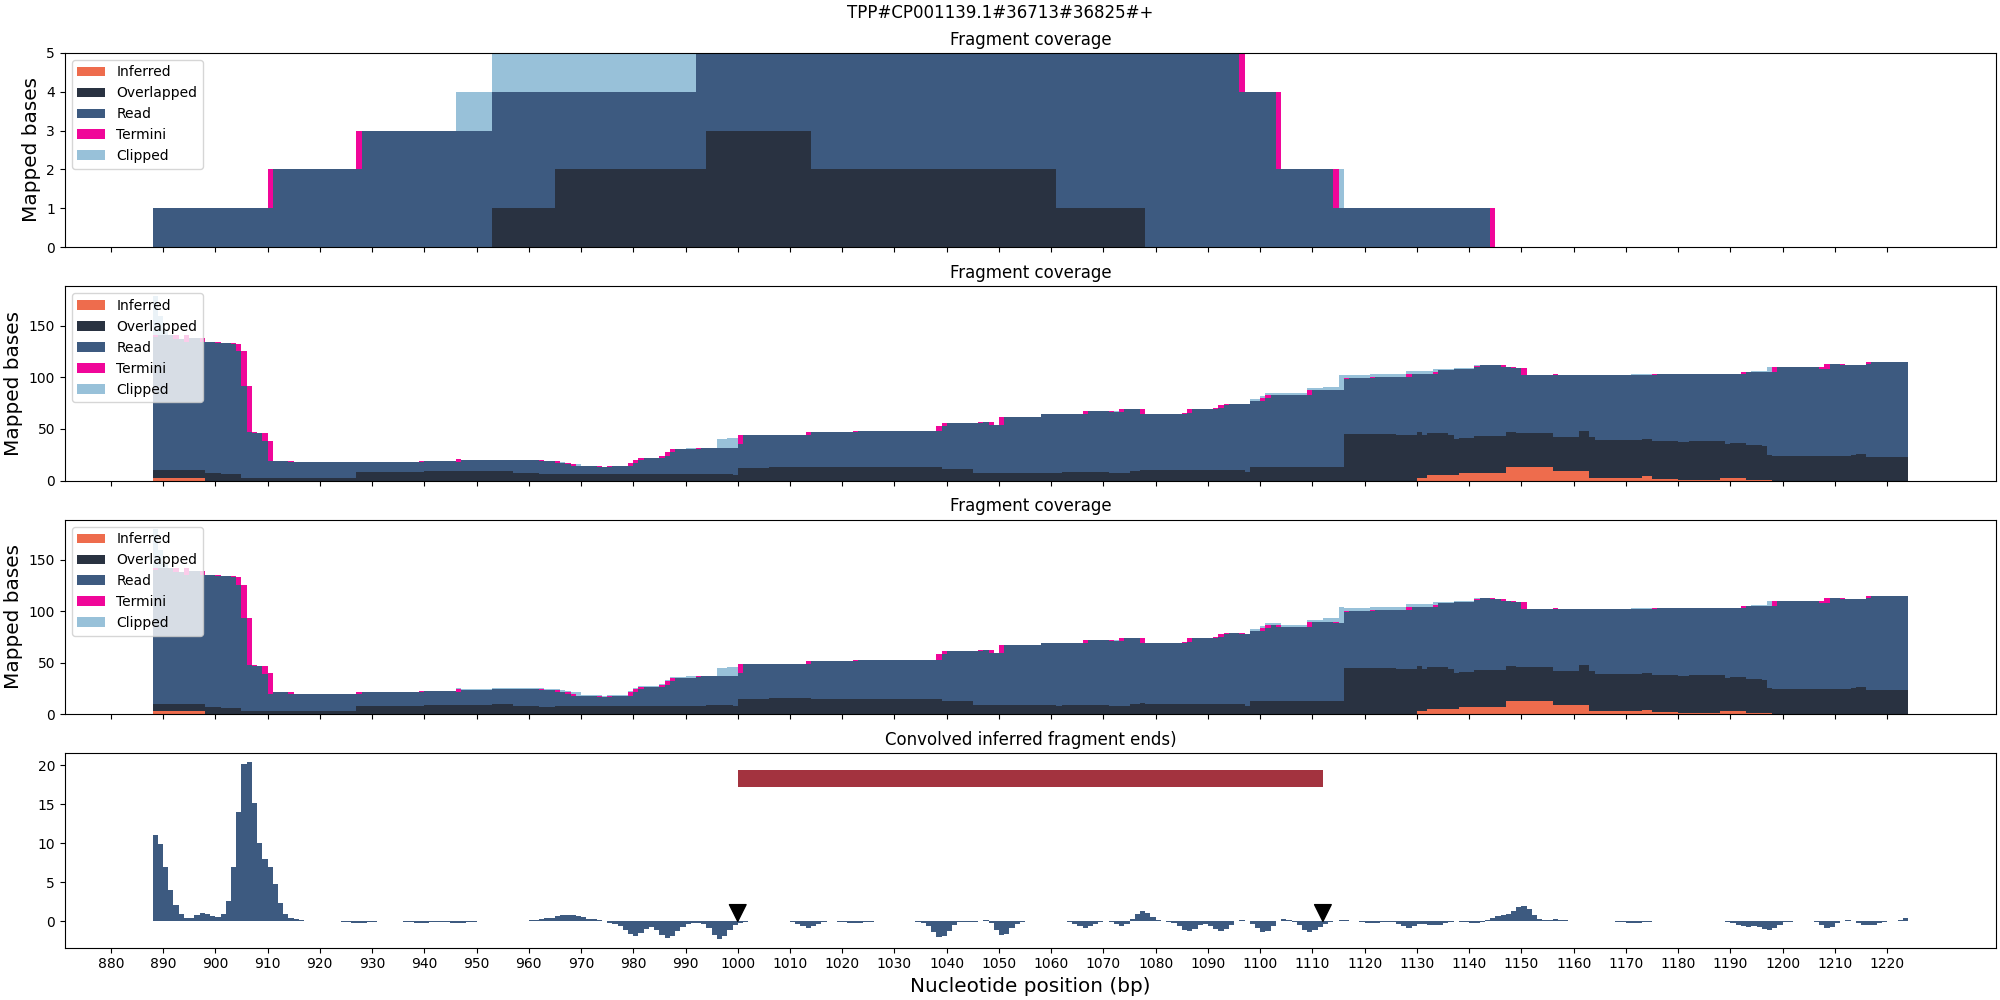 TPP#CP001139.1#36713#36825#+
Fragment coverage
Mapped bases
5
4
3
2
1
0
Inferred
Overlapped
Read
Termini
Clipped
Fragment coverage
Mapped bases
150
100
50
0
Inferred
Overlapped
Read
Termini
Clipped
Fragment coverage
Mapped bases
150
100
50
0
Inferred
Overlapped
Read
Termini
Clipped
Convolved inferred fragment ends)
20
15
10
5
0
880 890 900 910 920 930 940 950 960 970 980 990 1000 1010 1020 1030 1040 1050 1060 1070 1080 1090 1100 1110 1120 1130 1140 1150 1160 1170 1180 1190 1200 1210 1220
Nucleotide position (bp)